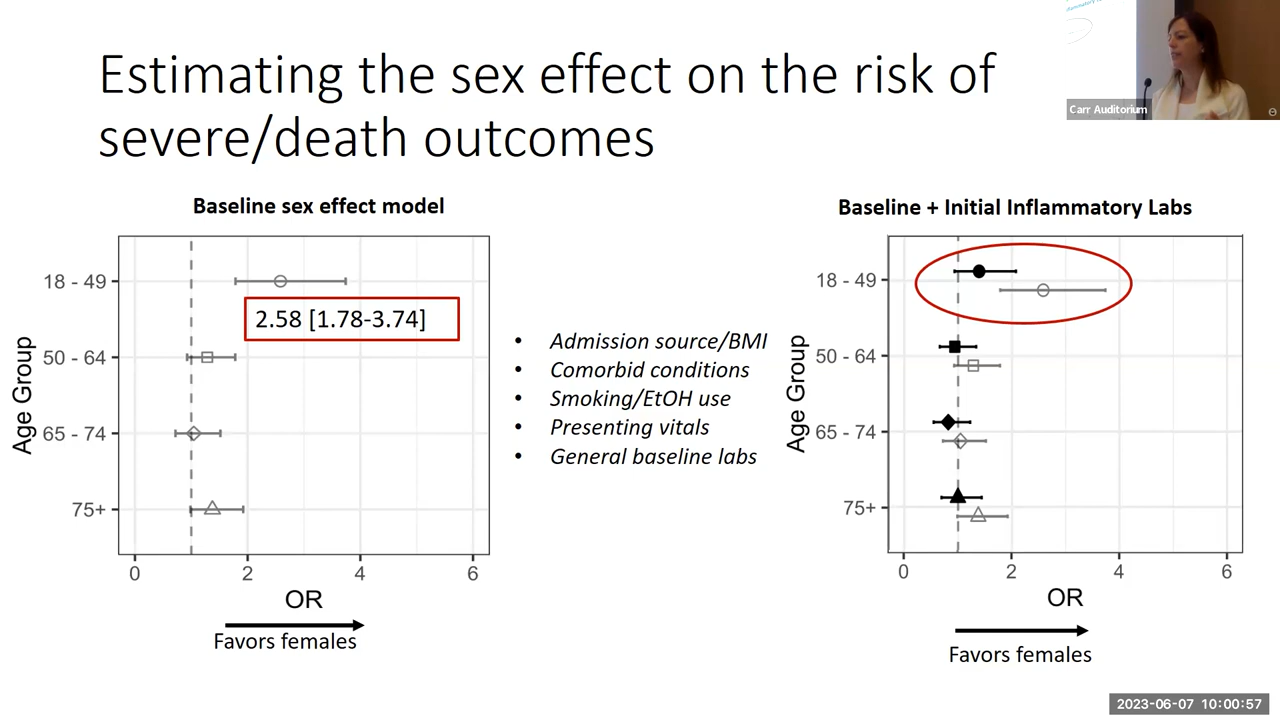 Estimating the sex effect on the risk of
severe/death outcomes
Carr Auditorium
Baseline sex effect model
18 - 49
50 - 64
65 - 74
75+
Age Group
2.58 [1.78-3.74]
0 2 4 6
OR
Favors females
• Admission source/BMI
• Comorbid conditions
• Smoking/EtOH use
• Presenting vitals
• General baseline labs
Baseline + Initial Inflammatory Labs
18 - 49
50 - 64
65 - 74
75+
Age Group
0 2 4 6
OR
Favors females
2023-06-07 10:00:57